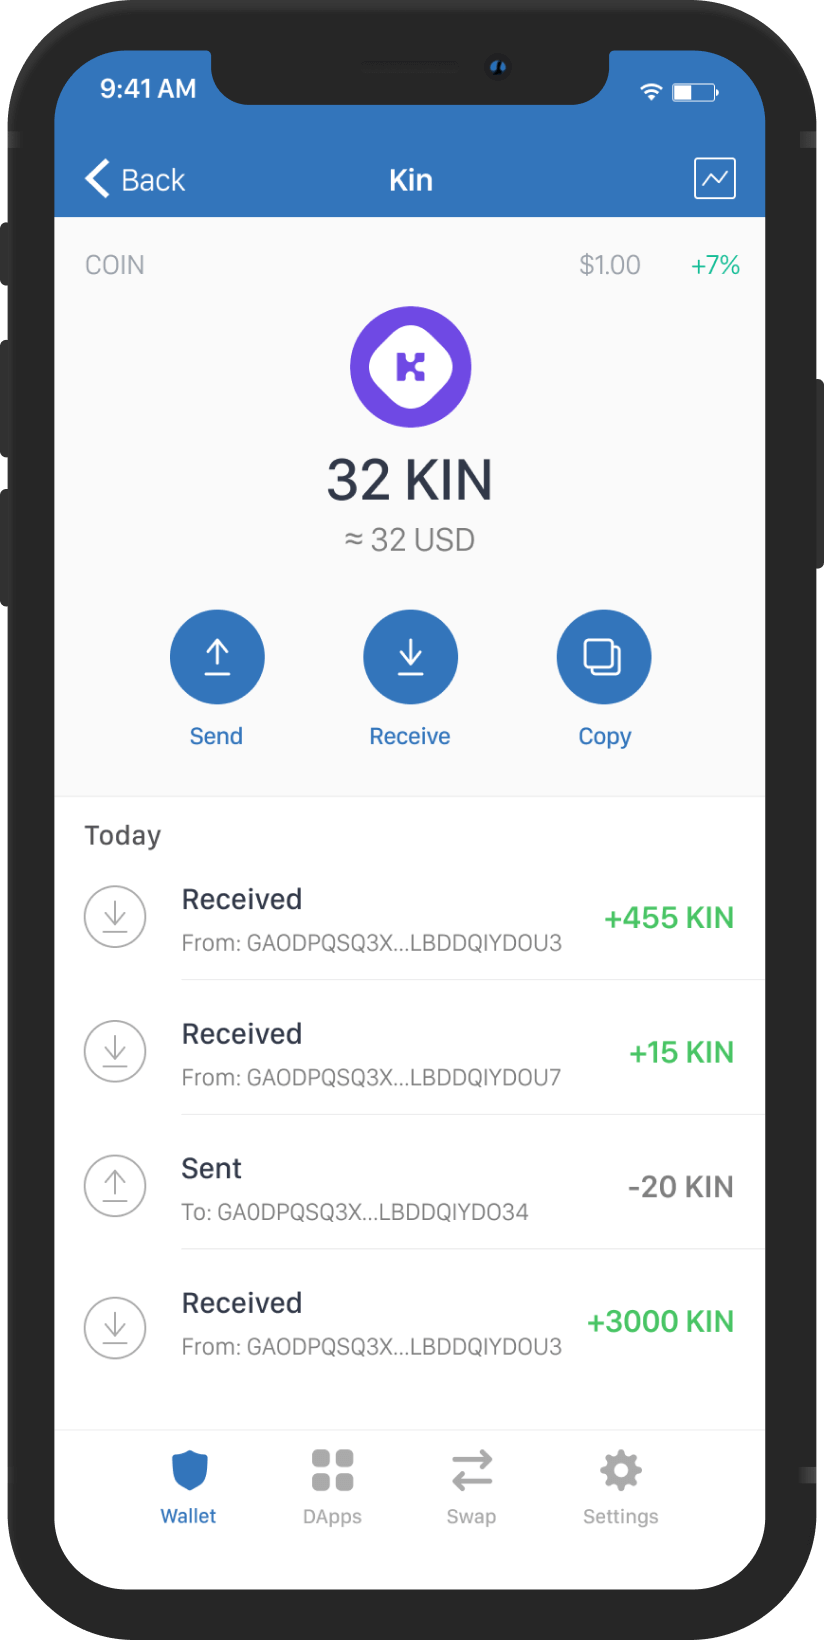 9:41 AM
Back
Kin
COIN
$1.00
+7%
32 KIN
≈ 32 USD
Send
Receive
Copy
Today
Received
+455 KIN
From: GAODPQSQ3X...LBDDQIYDOU3
Received
+15 KIN
From: GAODPQSQ3X...LBDDQIYDOU7
Sent
-20 KIN
To: GA0DPQSQ3X...LBDDQIYDO34
Received
+3000 KIN
From: GAODPQSQ3X...LBDDQIYDOU3
Wallet
DApps
Swap
Settings